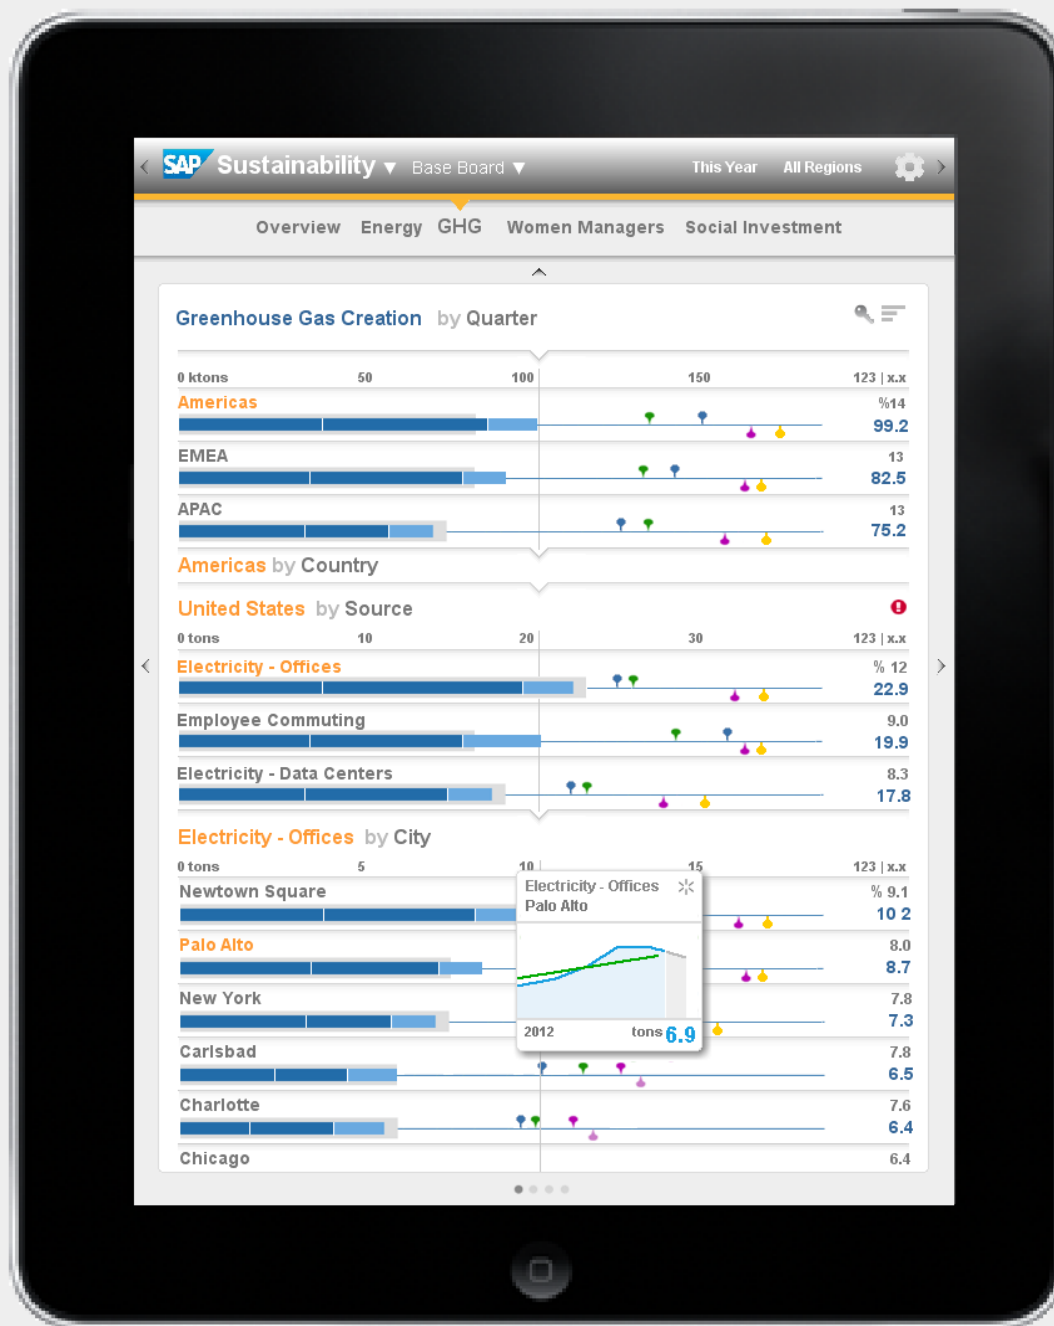 SAP Sustainability Base Board This Year All Regions
Overview Energy GHG Women Managers Social Investment
Greenhouse Gas Creation by Quarter
0 ktons 50 100 150 123 | x.x
Americas %14
99.2
EMEA 13
82.5
APAC 13
75.2
Americas by Country
United States by Source
0 tons 10 20 30 123 | x.x
Electricity - Offices % 12
22.9
Employee Commuting 9.0
19.9
Electricity - Data Centers 8.3
17.8
Electricity - Offices by City
0 tons 5 10 15 123 | x.x
Newtown Square % 9.1
10 2
Palo Alto 8.0
8.7
New York 7.8
7.3
Carlsbad 7.8
6.5
Charlotte 7.6
6.4
Chicago 6.4
Electricity - Offices
Palo Alto
2012 tons 6.9